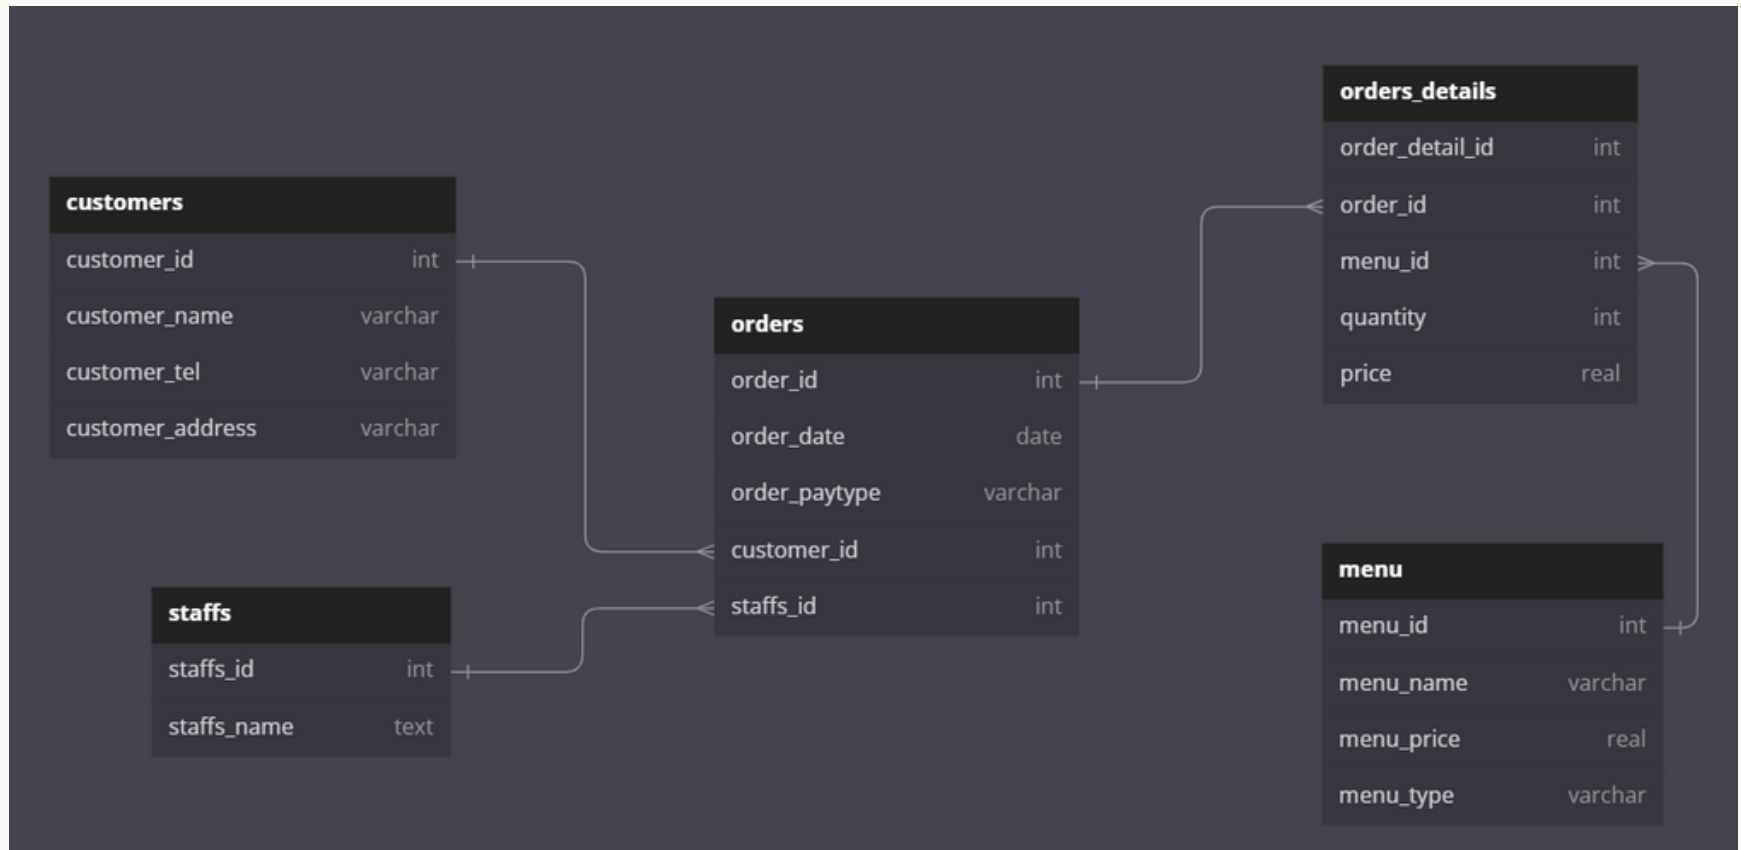 customers
customer_id int
customer_name varchar
customer_tel varchar
customer_address varchar
staffs
staffs_id int
staffs_name text
orders
order_id int
order_date date
order_paytype varchar
customer_id int
staffs_id int
orders_details
order_detail_id int
order_id int
menu_id int
quantity int
price real
menu
menu_id int
menu_name varchar
menu_price real
menu_type varchar